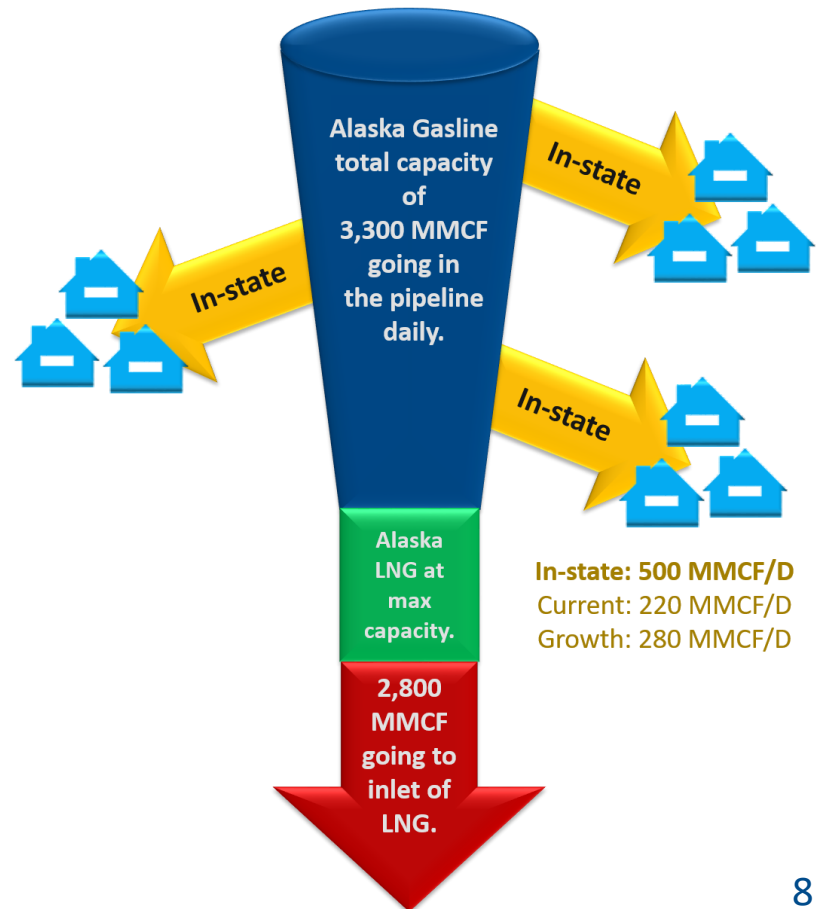 Alaska Gasline
total capacity
of
3,300 MMCF
going in
the pipeline
daily.
In-state
In-state
In-state
Alaska
LNG at
max
capacity.
In-state: 500 MMCF/D
Current: 220 MMCF/D
Growth: 280 MMCF/D
2,800
MMCF
going to
inlet of
LNG.
8